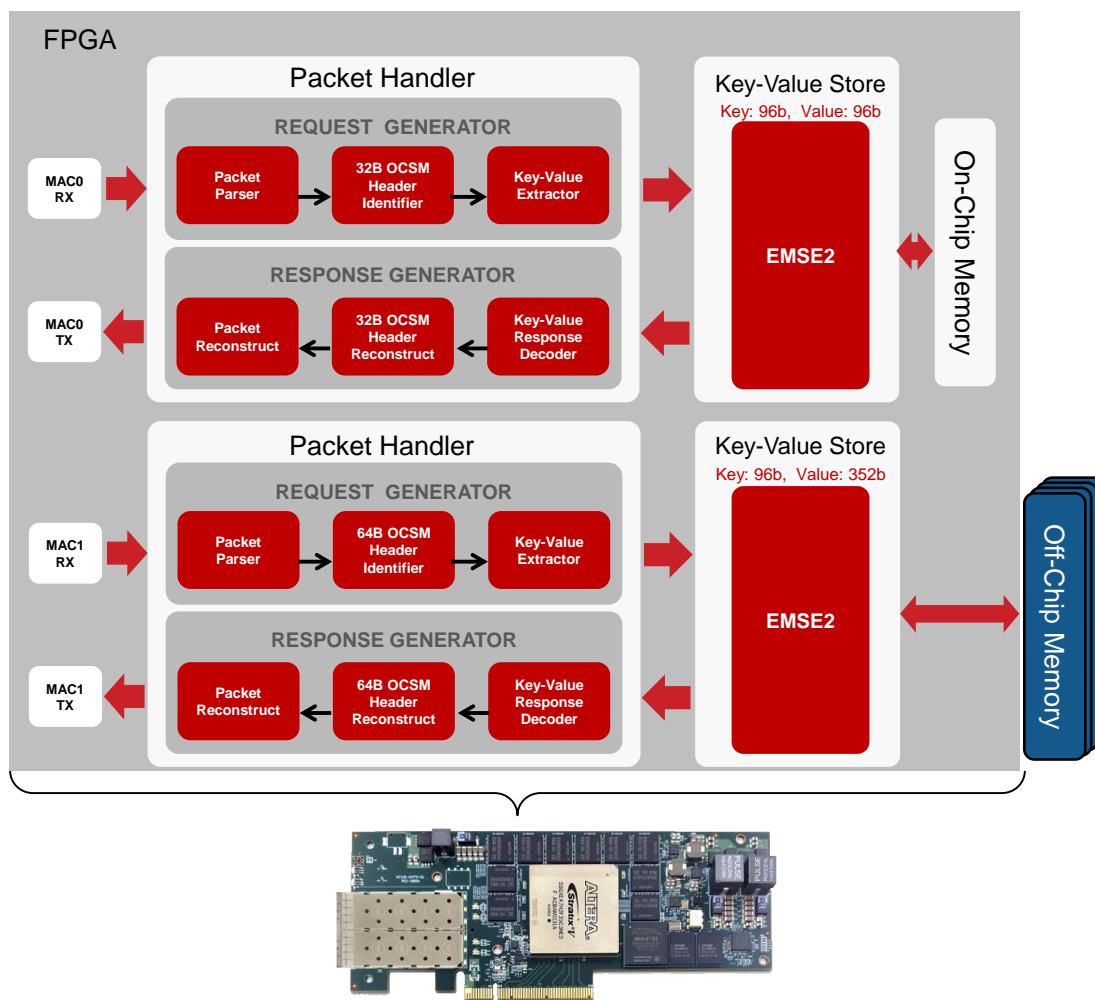 FPGA
Packet Handler
REQUEST GENERATOR
MAC0
RX
Packet
Parser
32B OCSM
Header
Identifier
Key-Value
Extractor
RESPONSE GENERATOR
MAC0
TX
Packet
Reconstruct
32B OCSM
Header
Reconstruct
Key-Value
Response
Decoder
Key-Value Store
Key: 96b, Value: 96b
EMSE2
On-Chip Memory
Packet Handler
REQUEST GENERATOR
MAC1
RX
Packet
Parser
64B OCSM
Header
Identifier
Key-Value
Extractor
RESPONSE GENERATOR
MAC1
TX
Packet
Reconstruct
64B OCSM
Header
Reconstruct
Key-Value
Response
Decoder
Key-Value Store
Key: 96b, Value: 352b
EMSE2
Off-Chip Memory
ALTERA
Stratix V
PULSE
PULSE